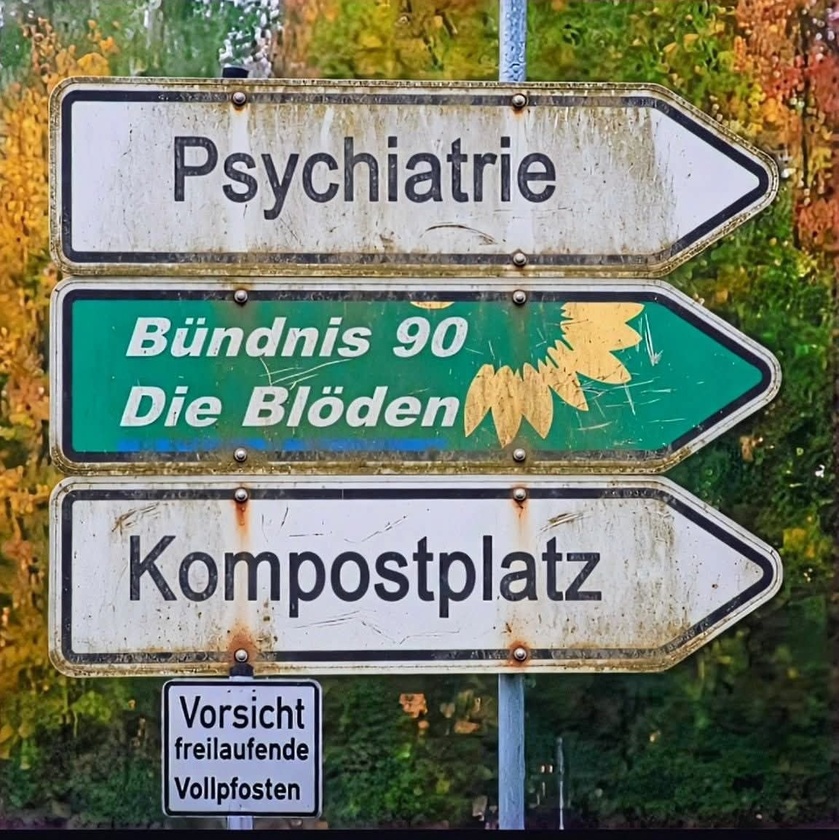 Psychiatrie
Bündnis 90
Die Blöden
Kompostplatz
Vorsicht
freilaufende
Vollpfosten